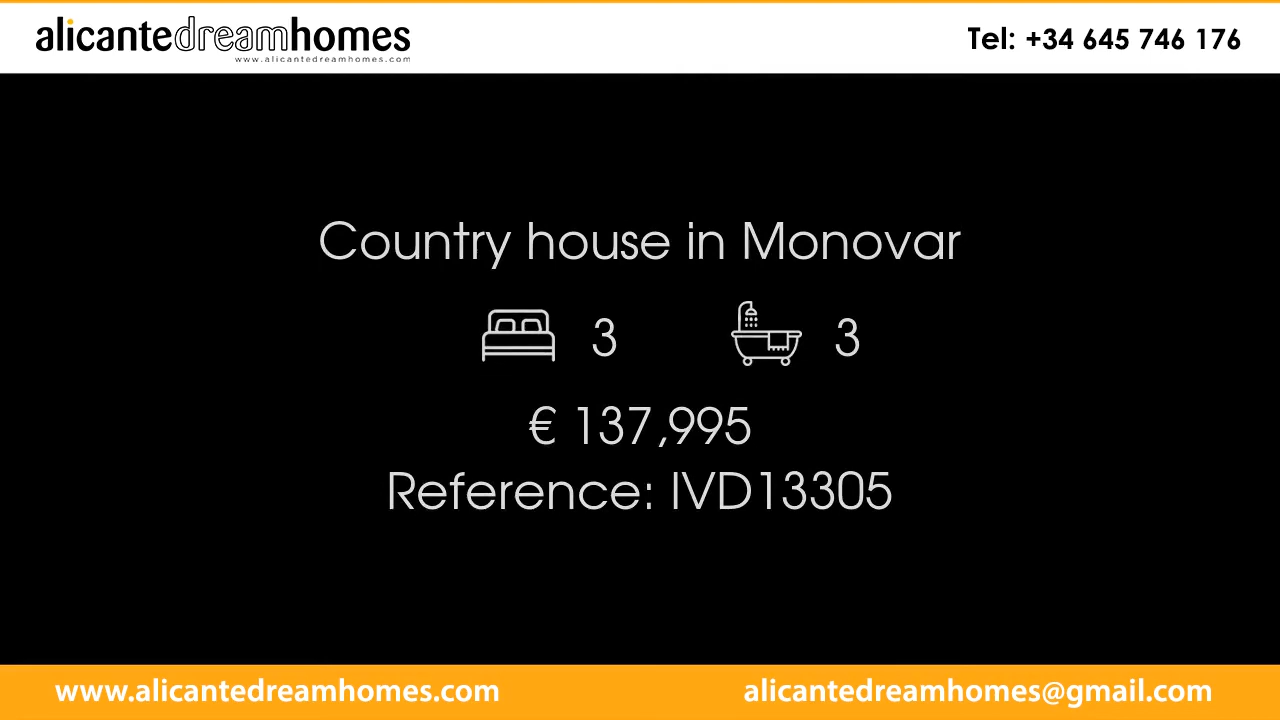 alicantedreamhomes
www.alicantedreamhomes.com
Tel: +34 645 746 176
Country house in Monovar
3 3
€ 137,995
Reference: IVD13305
www.alicantedreamhomes.com
alicantedreamhomes@gmail.com